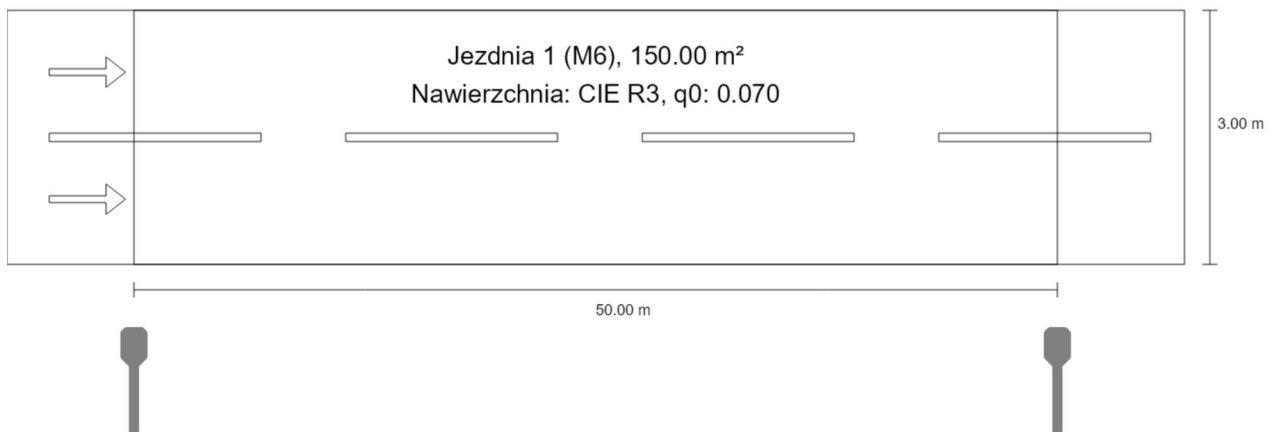 Jezdnia 1 (M6), 150.00 m²
Nawierzchnia: CIE R3, q0: 0.070
3.00 m
50.00 m